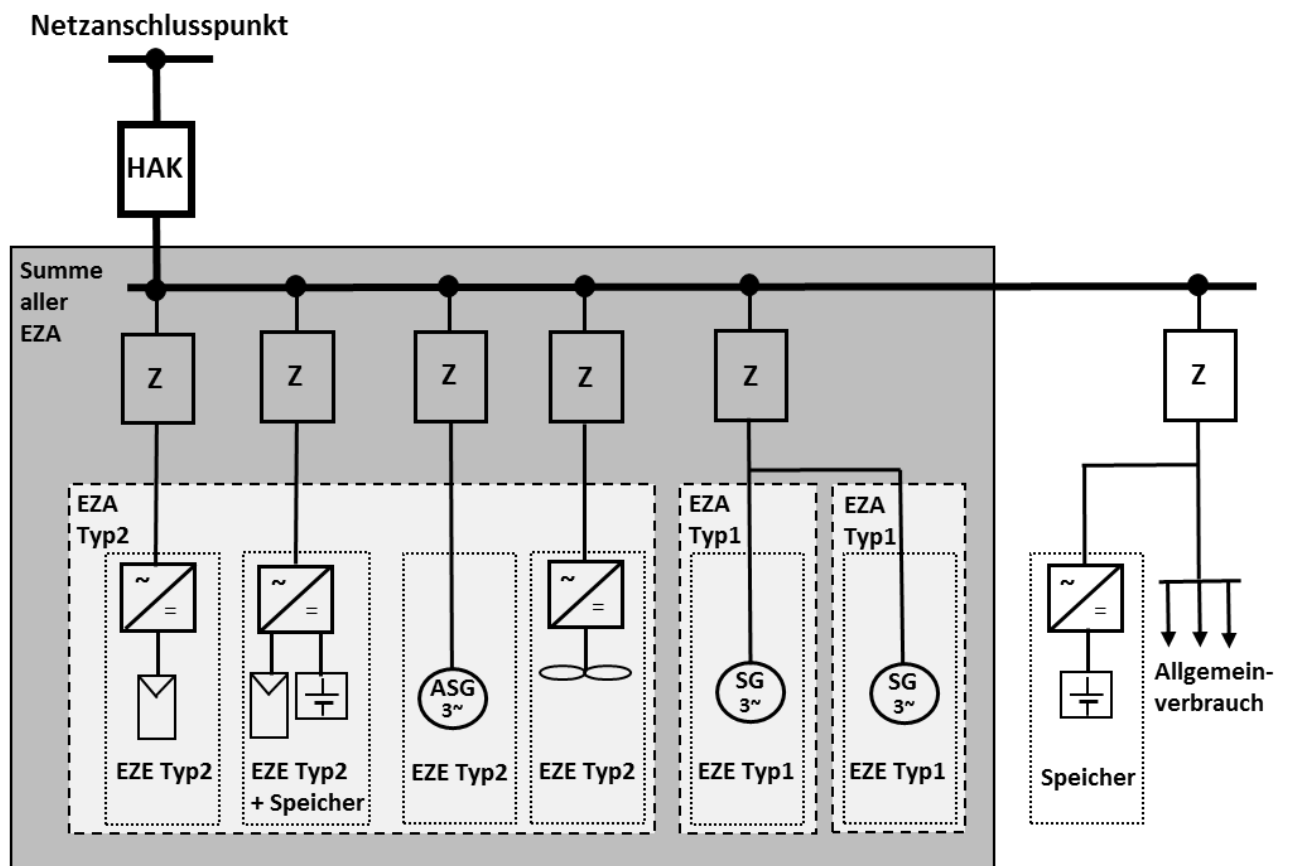 Netzanschlusspunkt
HAK
Summe
aller
EZA
Z
Z
Z
Z
Z
Z
EZA
Typ2
EZA
Typ1
EZA
Typ1
~
=
~
=
~
=
~
=
ASG
3~
SG
3~
SG
3~
Allgemein-
verbrauch
EZE Typ2
EZE Typ2
+ Speicher
EZE Typ2
EZE Typ2
EZE Typ1
EZE Typ1
Speicher